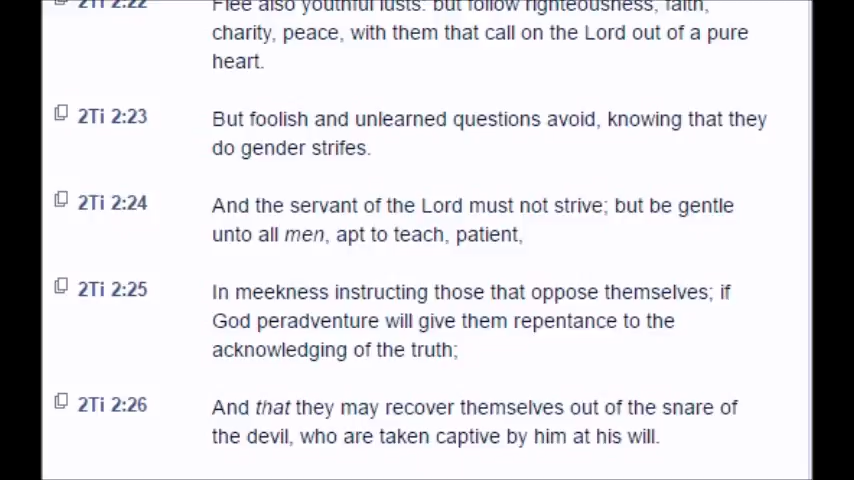 2Ti 2:22 Flee also youthful lusts: but follow righteousness, faith,
charity, peace, with them that call on the Lord out of a pure
heart.
2Ti 2:23 But foolish and unlearned questions avoid, knowing that they
do gender strifes.
2Ti 2:24 And the servant of the Lord must not strive; but be gentle
unto all men, apt to teach, patient,
2Ti 2:25 In meekness instructing those that oppose themselves; if
God peradventure will give them repentance to the
acknowledging of the truth;
2Ti 2:26 And that they may recover themselves out of the snare of
the devil, who are taken captive by him at his will.